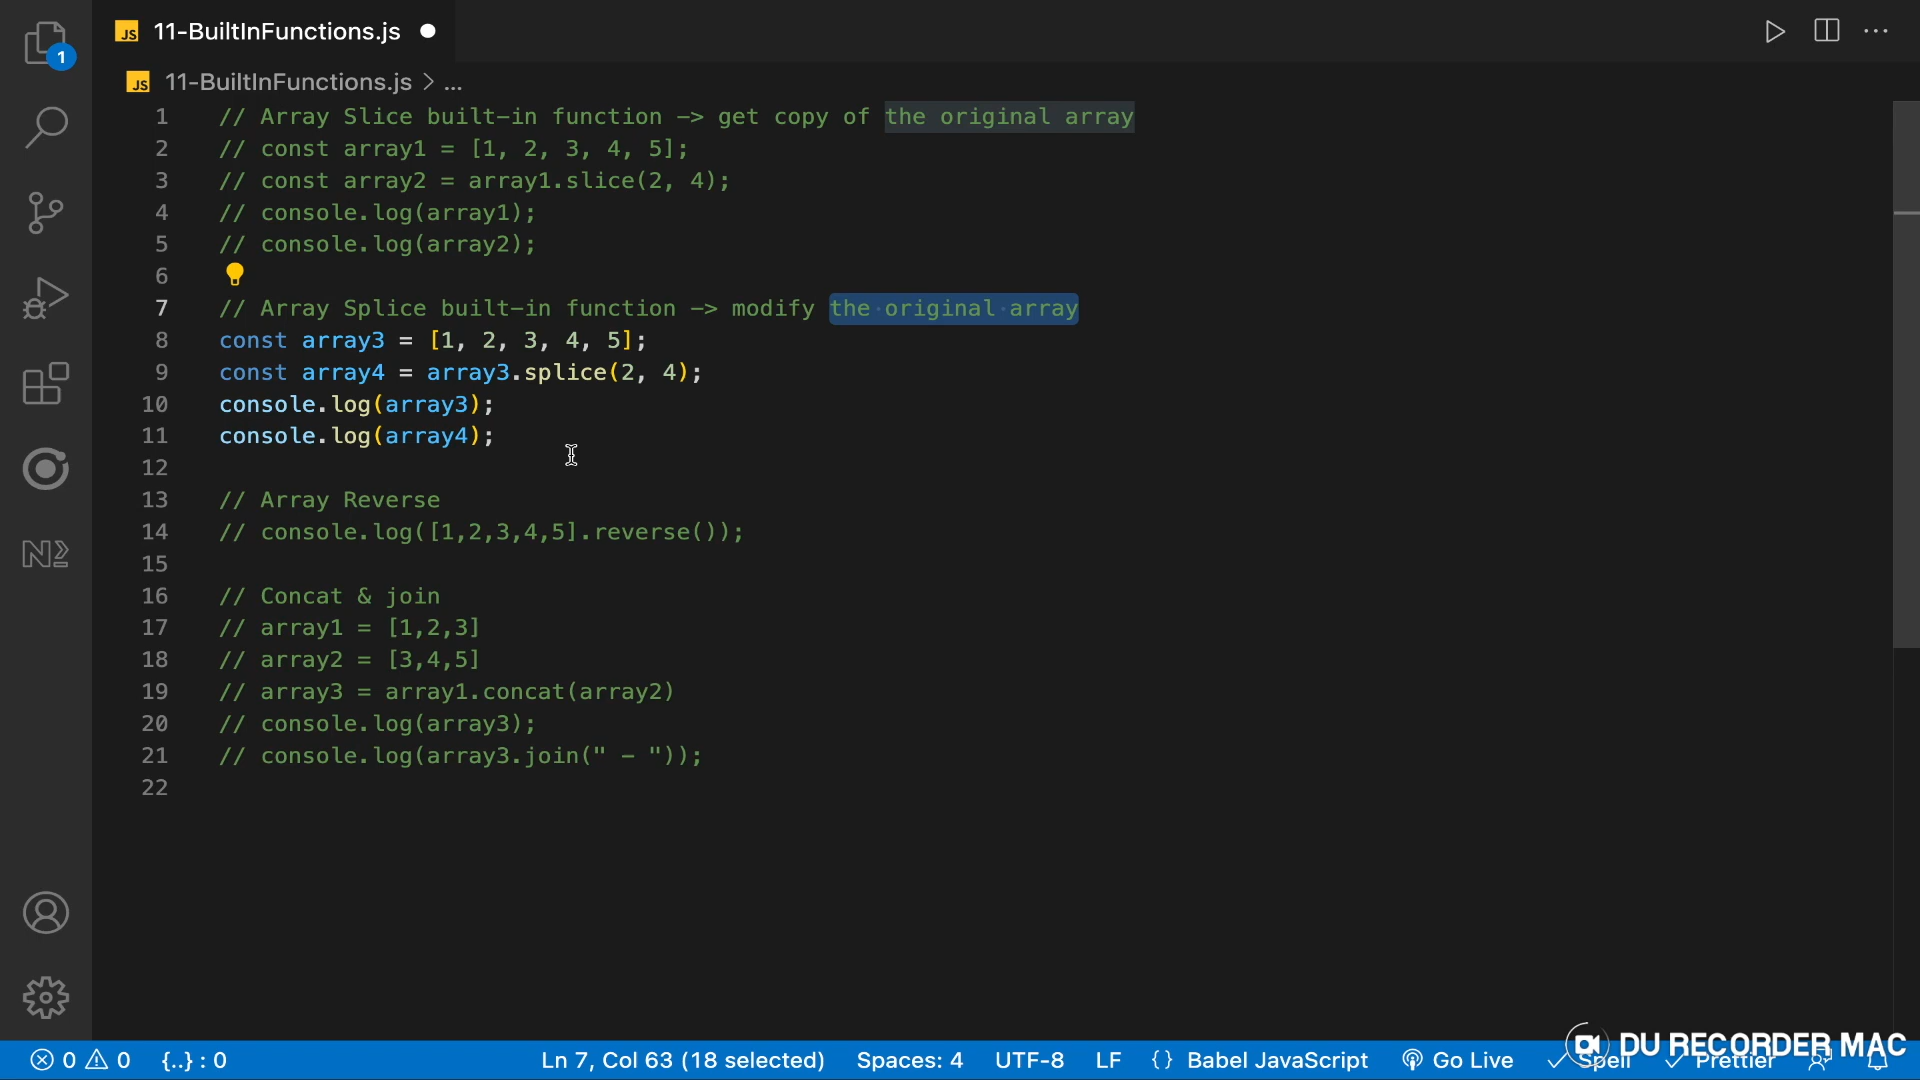 JS 11-BuiltInFunctions.js
1
JS 11-BuiltInFunctions.js > ...
1 // Array Slice built-in function -> get copy of the original array
2 // const array1 = [1, 2, 3, 4, 5];
3 // const array2 = array1.slice(2, 4);
4 // console.log(array1);
5 // console.log(array2);
6
7 // Array Splice built-in function -> modify the original array
8 const array3 = [1, 2, 3, 4, 5];
9 const array4 = array3.splice(2, 4);
10 console.log(array3);
11 console.log(array4);
12
13 // Array Reverse
14 // console.log([1,2,3,4,5].reverse());
15
16 // Concat & join
17 // array1 = [1,2,3]
18 // array2 = [3,4,5]
19 // array3 = array1.concat(array2)
20 // console.log(array3);
21 // console.log(array3.join(" - "));
22
0 0 {..} : 0 Ln 7, Col 63 (18 selected) Spaces: 4 UTF-8 LF {} Babel JavaScript Go Live Spell Prettier
DU RECORDER MAC